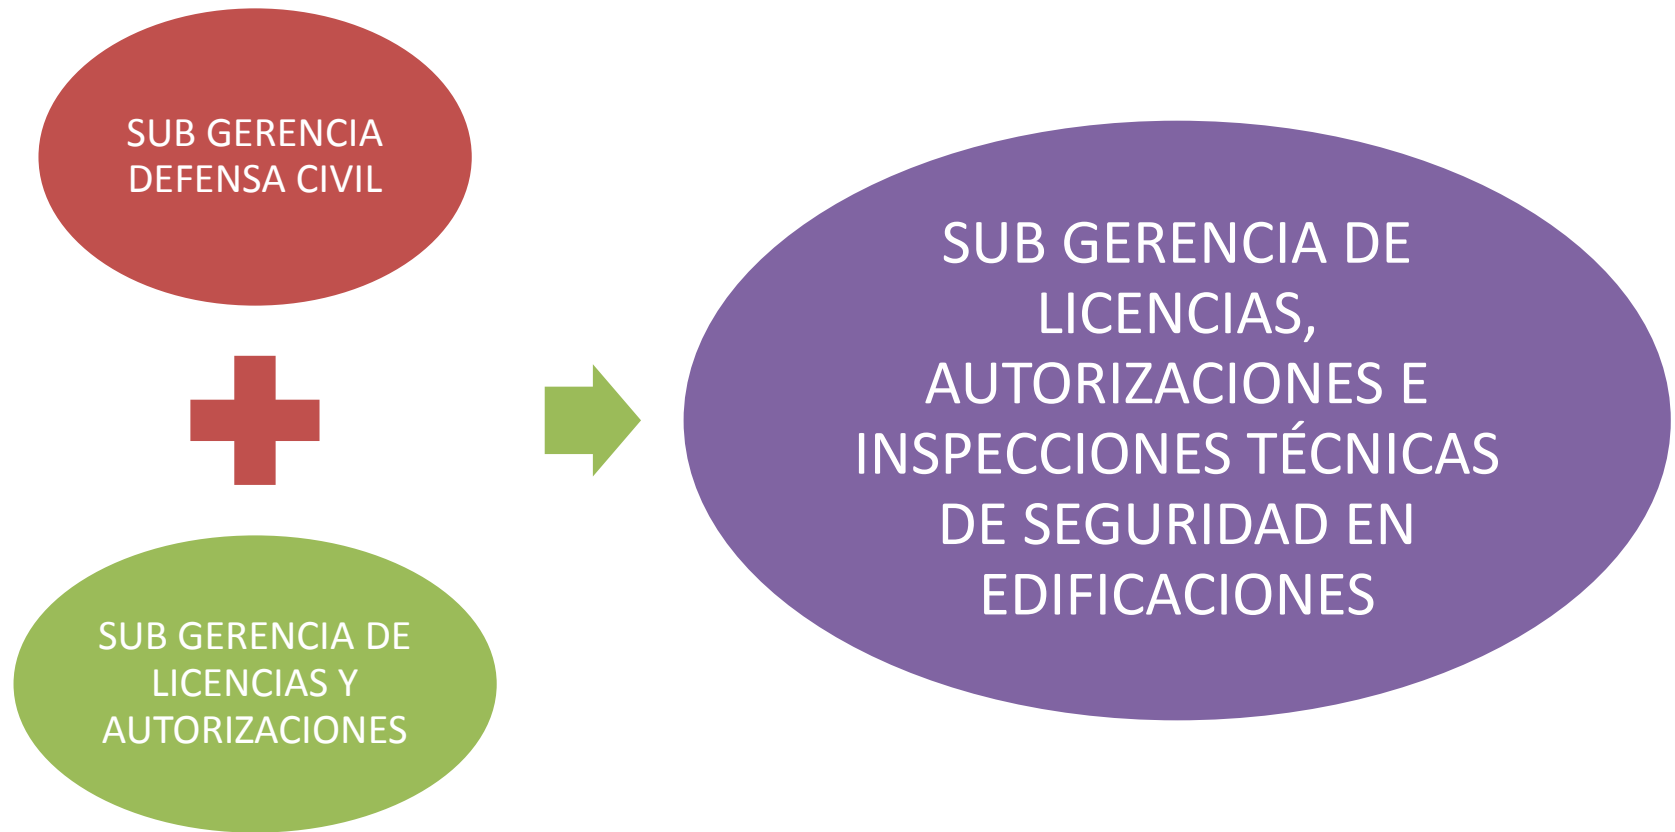 SUB GERENCIA
DEFENSA CIVIL
SUB GERENCIA DE
LICENCIAS Y
AUTORIZACIONES
SUB GERENCIA DE
LICENCIAS,
AUTORIZACIONES E
INSPECCIONES TÉCNICAS
DE SEGURIDAD EN
EDIFICACIONES